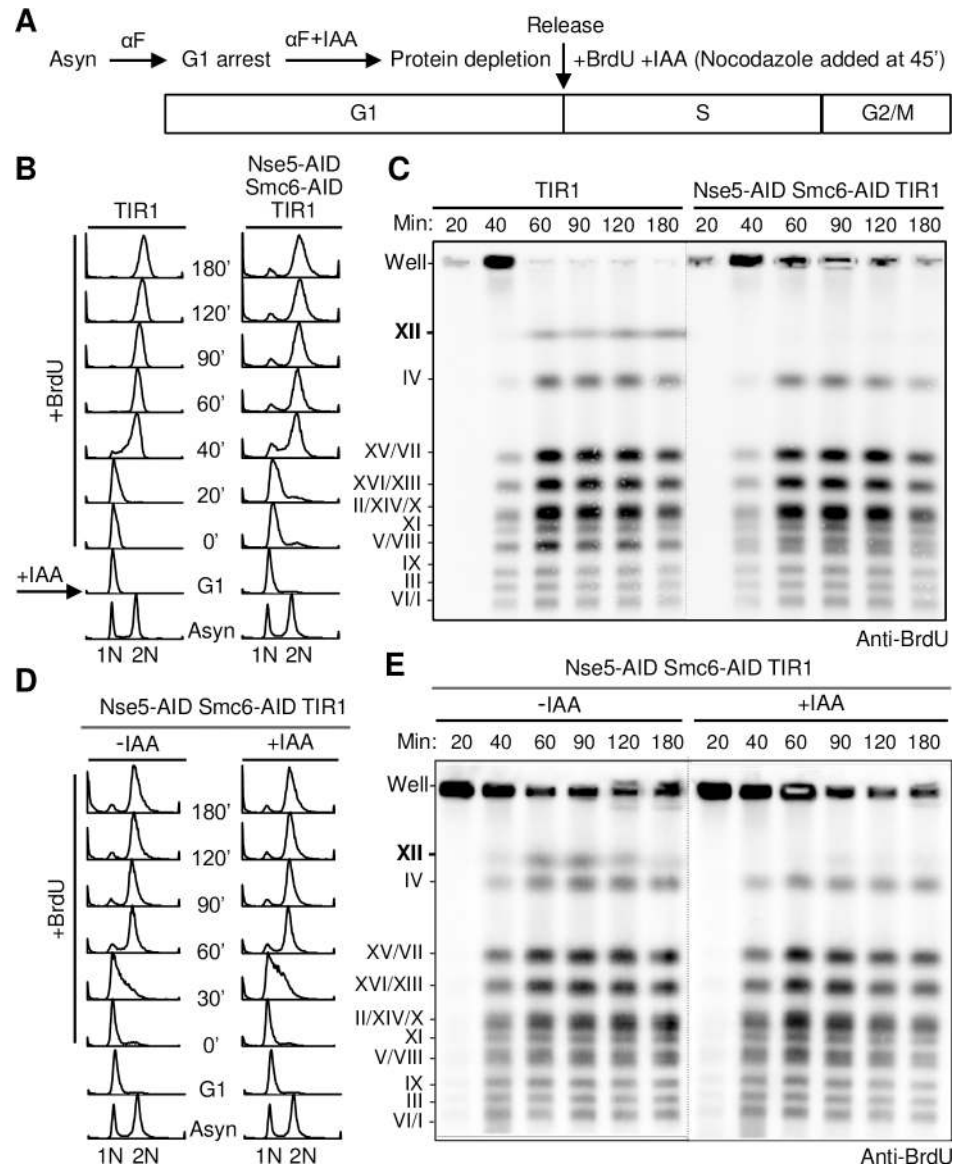 A
Release
Asyn αF G1 arrest αF+IAA Protein depletion +BrdU +IAA (Nocodazole added at 45')
G1 S G2/M
B
TIR1
Nse5-AID
Smc6-AID
TIR1
+BrdU
180'
120'
90'
60'
40'
20'
0'
+IAA
G1
Asyn
1N 2N 1N 2N
C
TIR1 Nse5-AID Smc6-AID TIR1
Min: 20 40 60 90 120 180 20 40 60 90 120 180
Well
XII
IV
XV/VII
XVI/XIII
II/XIV/X
XI
V/VIII
IX
III
VI/I
Anti-BrdU
D
Nse5-AID Smc6-AID TIR1
-IAA +IAA
+BrdU
180'
120'
90'
60'
30'
0'
G1
Asyn
1N 2N 1N 2N
E
Nse5-AID Smc6-AID TIR1
-IAA +IAA
Min: 20 40 60 90 120 180 20 40 60 90 120 180
Well
XII
IV
XV/VII
XVI/XIII
II/XIV/X
XI
V/VIII
IX
III
VI/I
Anti-BrdU